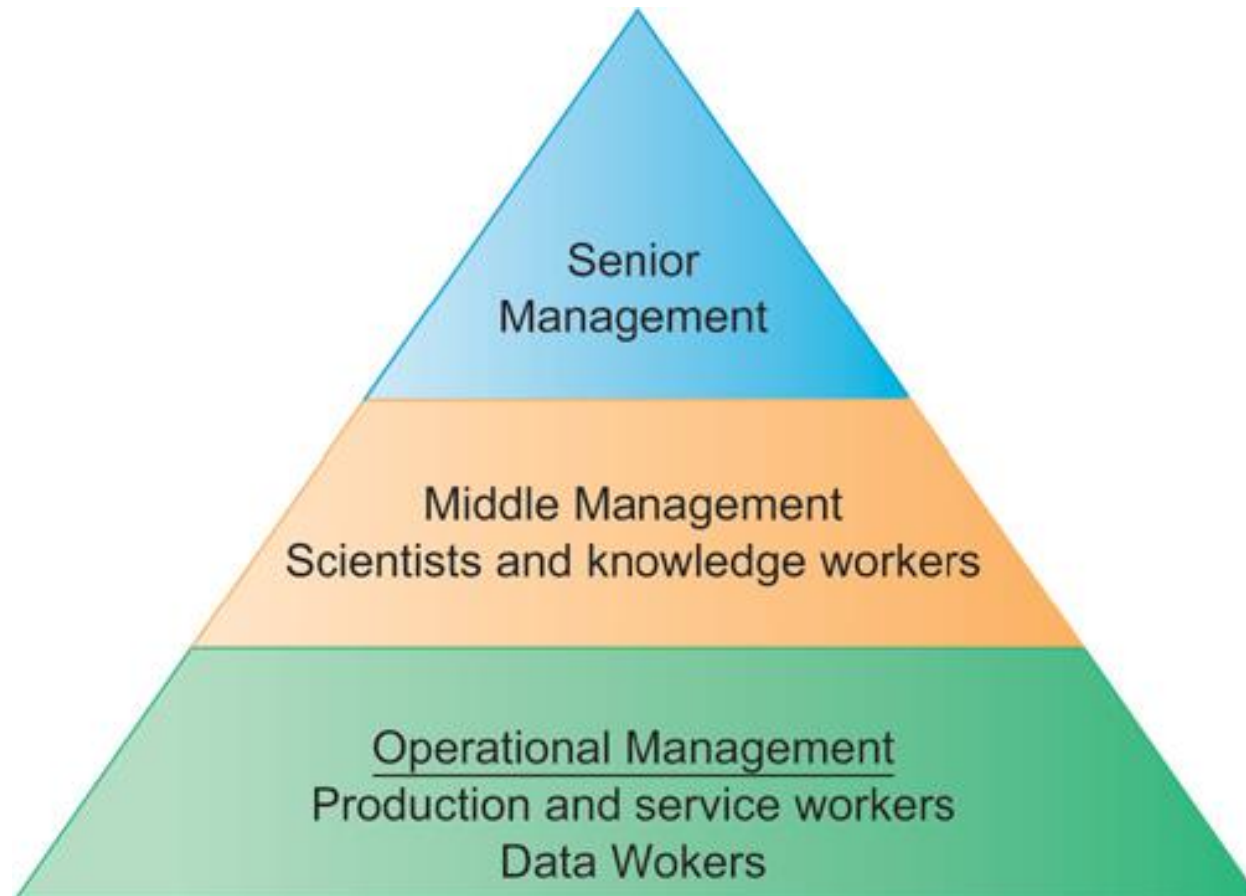 Senior
Management
Middle Management
Scientists and knowledge workers
Operational Management
Production and service workers
Data Wokers